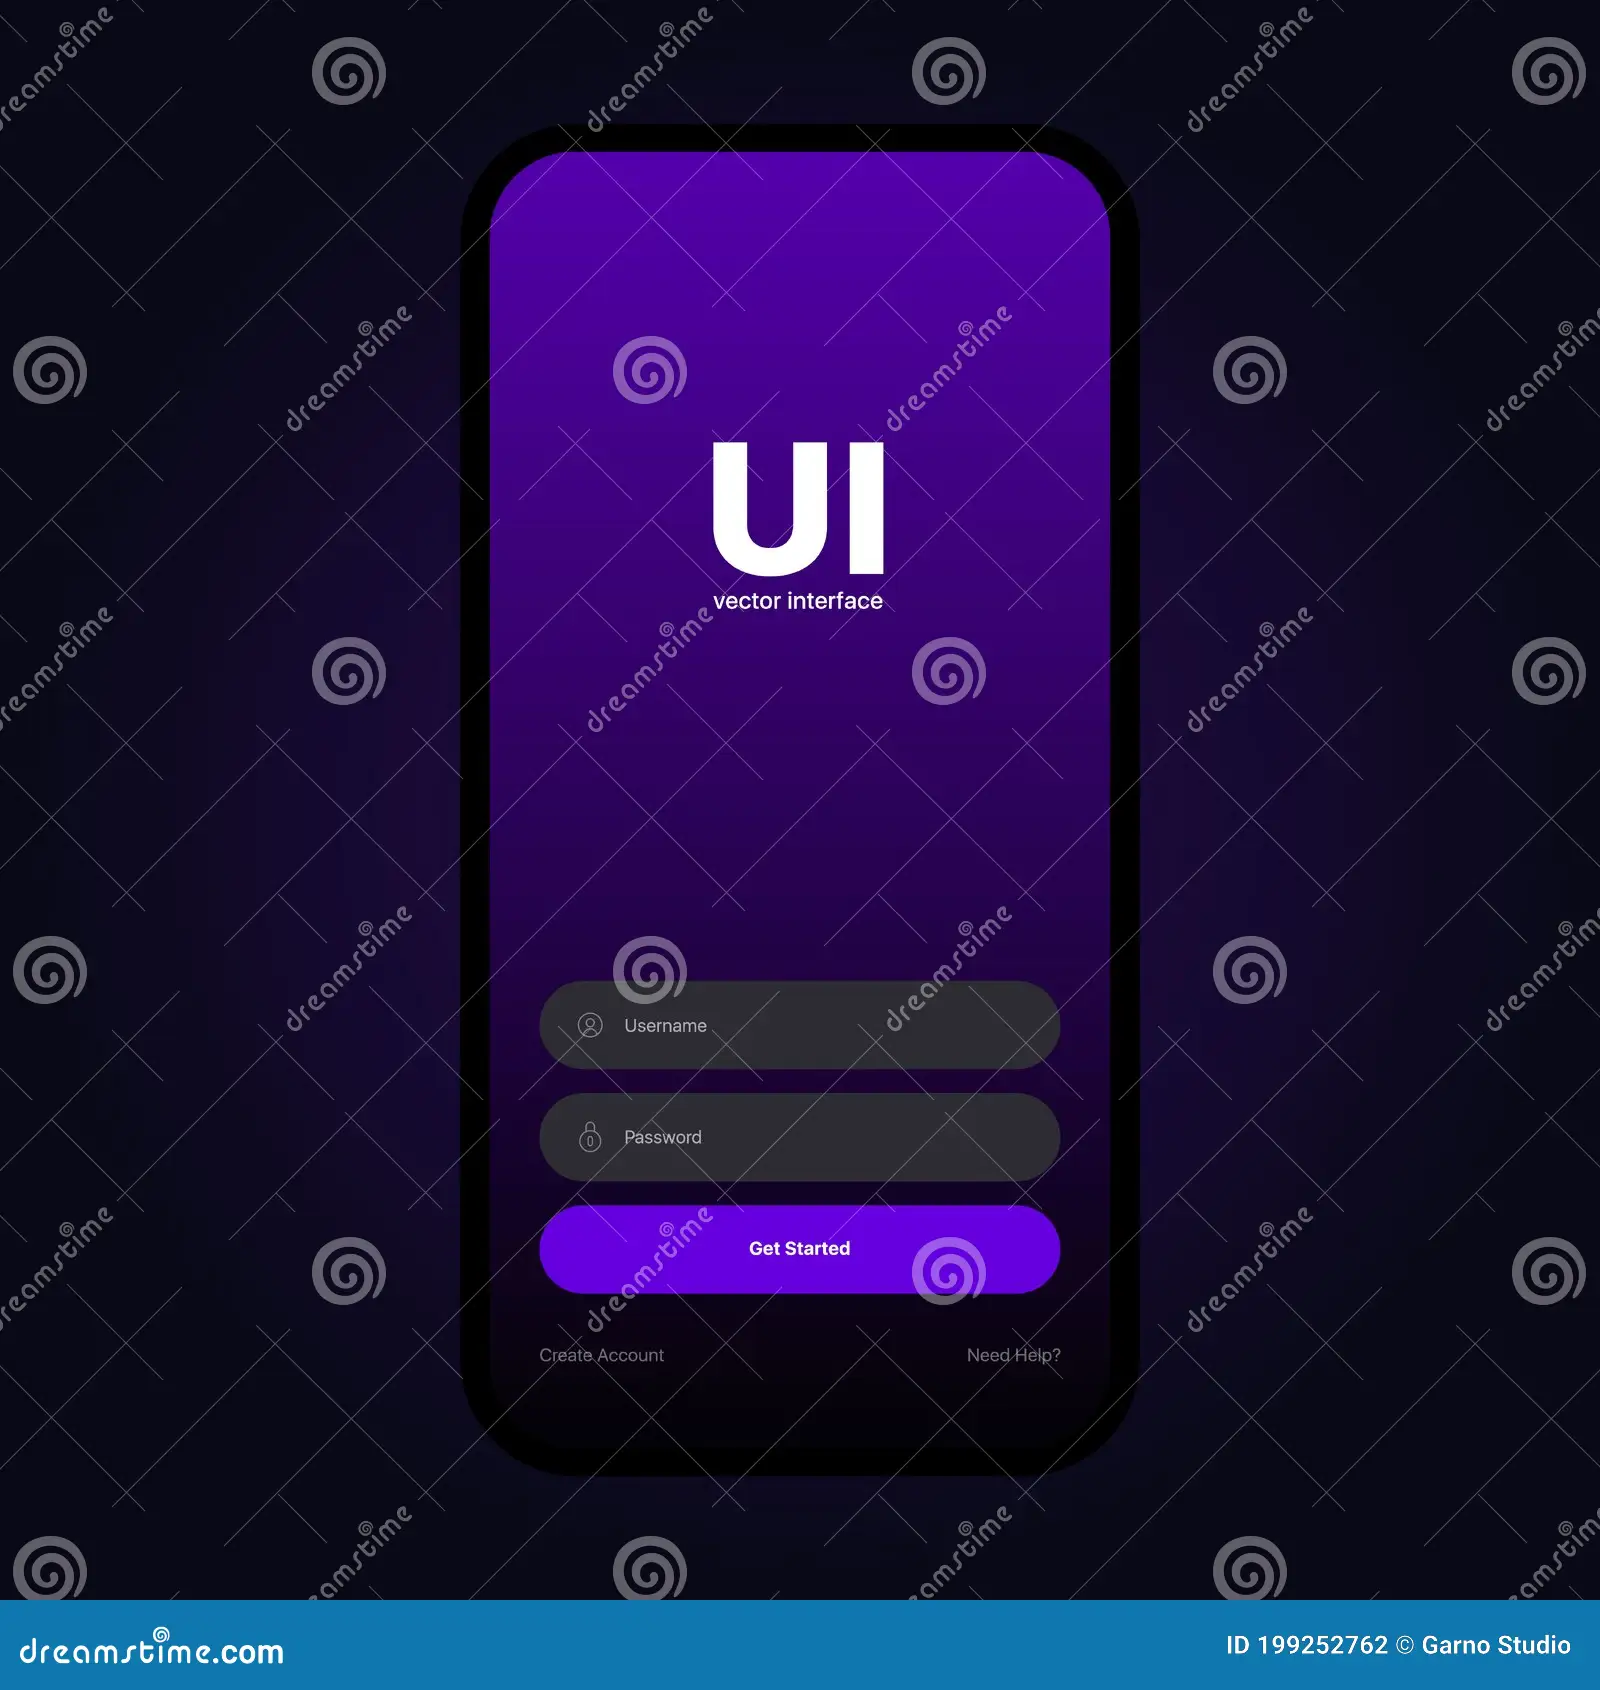 UI
vector interface
Username
Password
Get Started
Create Account
Need Help?
dreamstime.com
ID 199252762 © Garno Studio